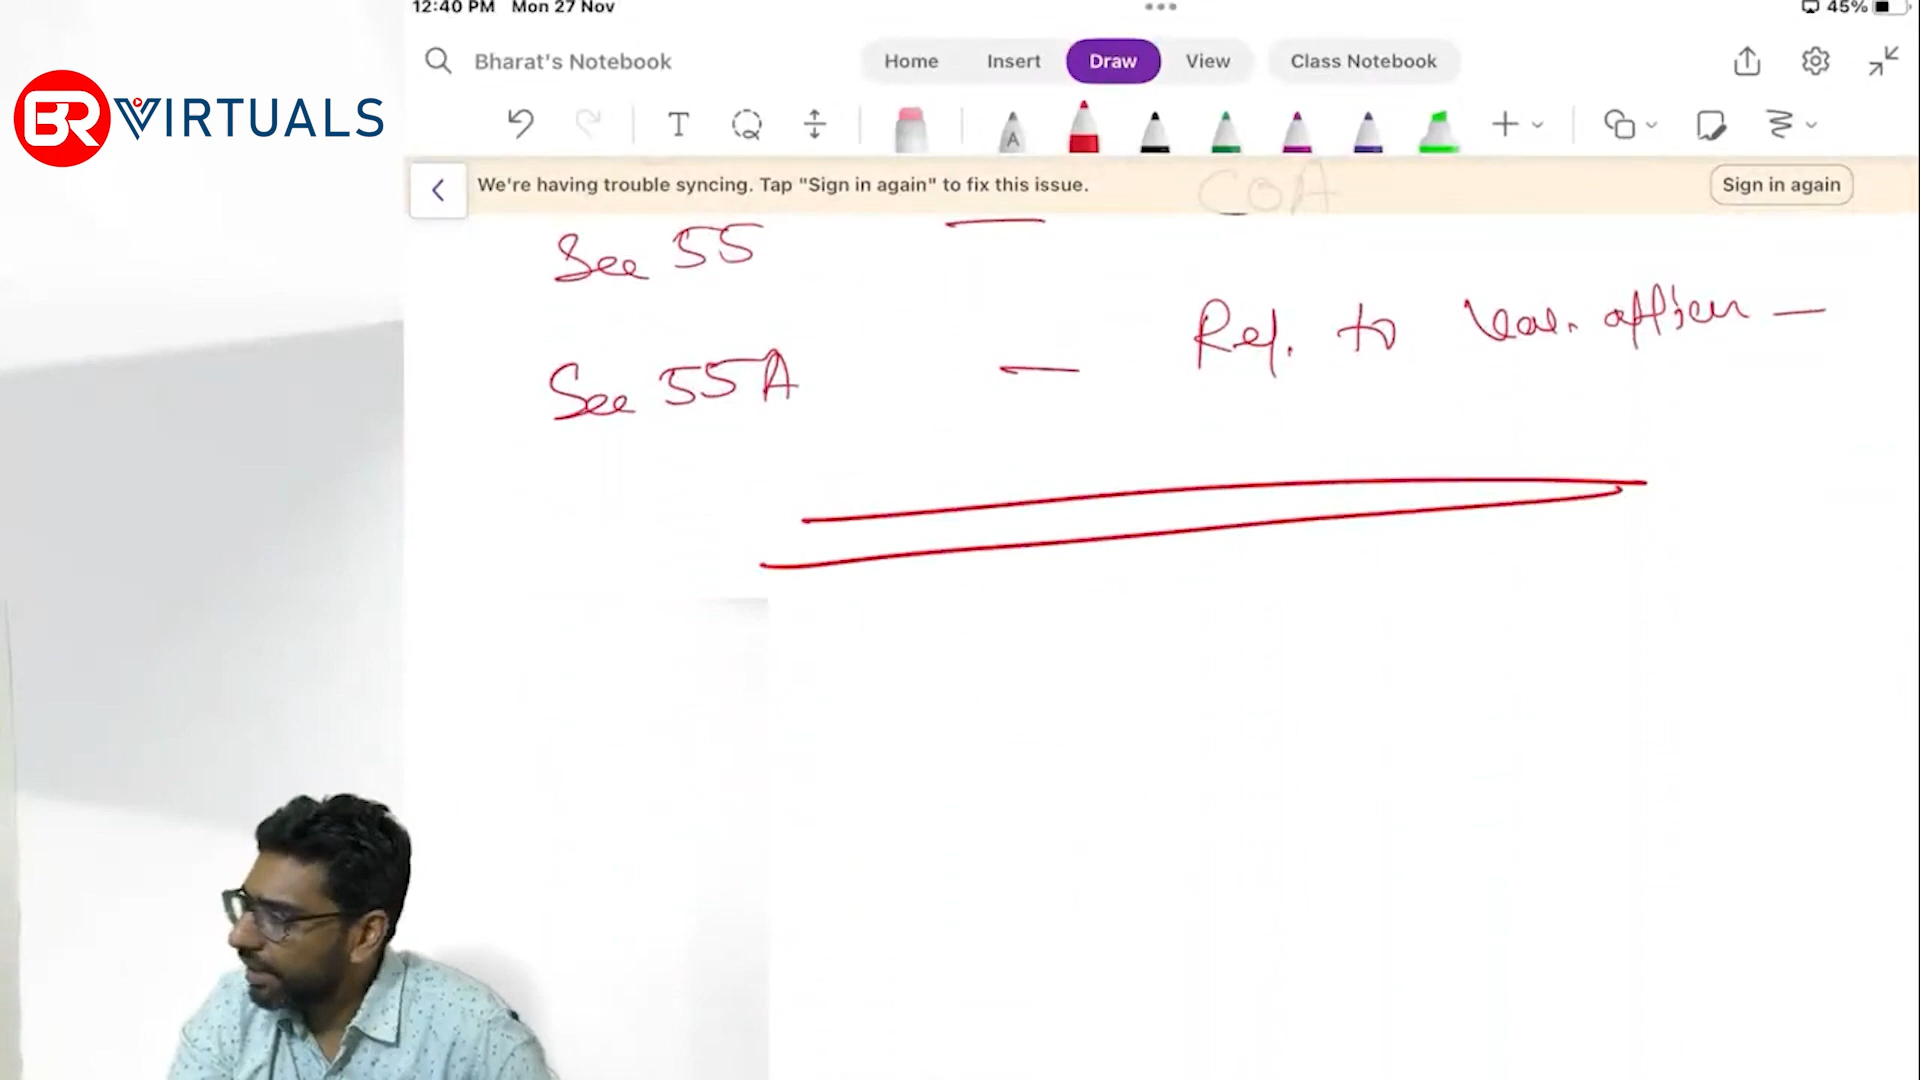 12:40 PM Mon 27 Nov
45%
BR VIRTUALS
Bharat's Notebook
Home Insert Draw View Class Notebook
T
A
We're having trouble syncing. Tap "Sign in again" to fix this issue.
Sign in again
COA
Sec 55
Ref. to Val. officer —
Sec 55A —